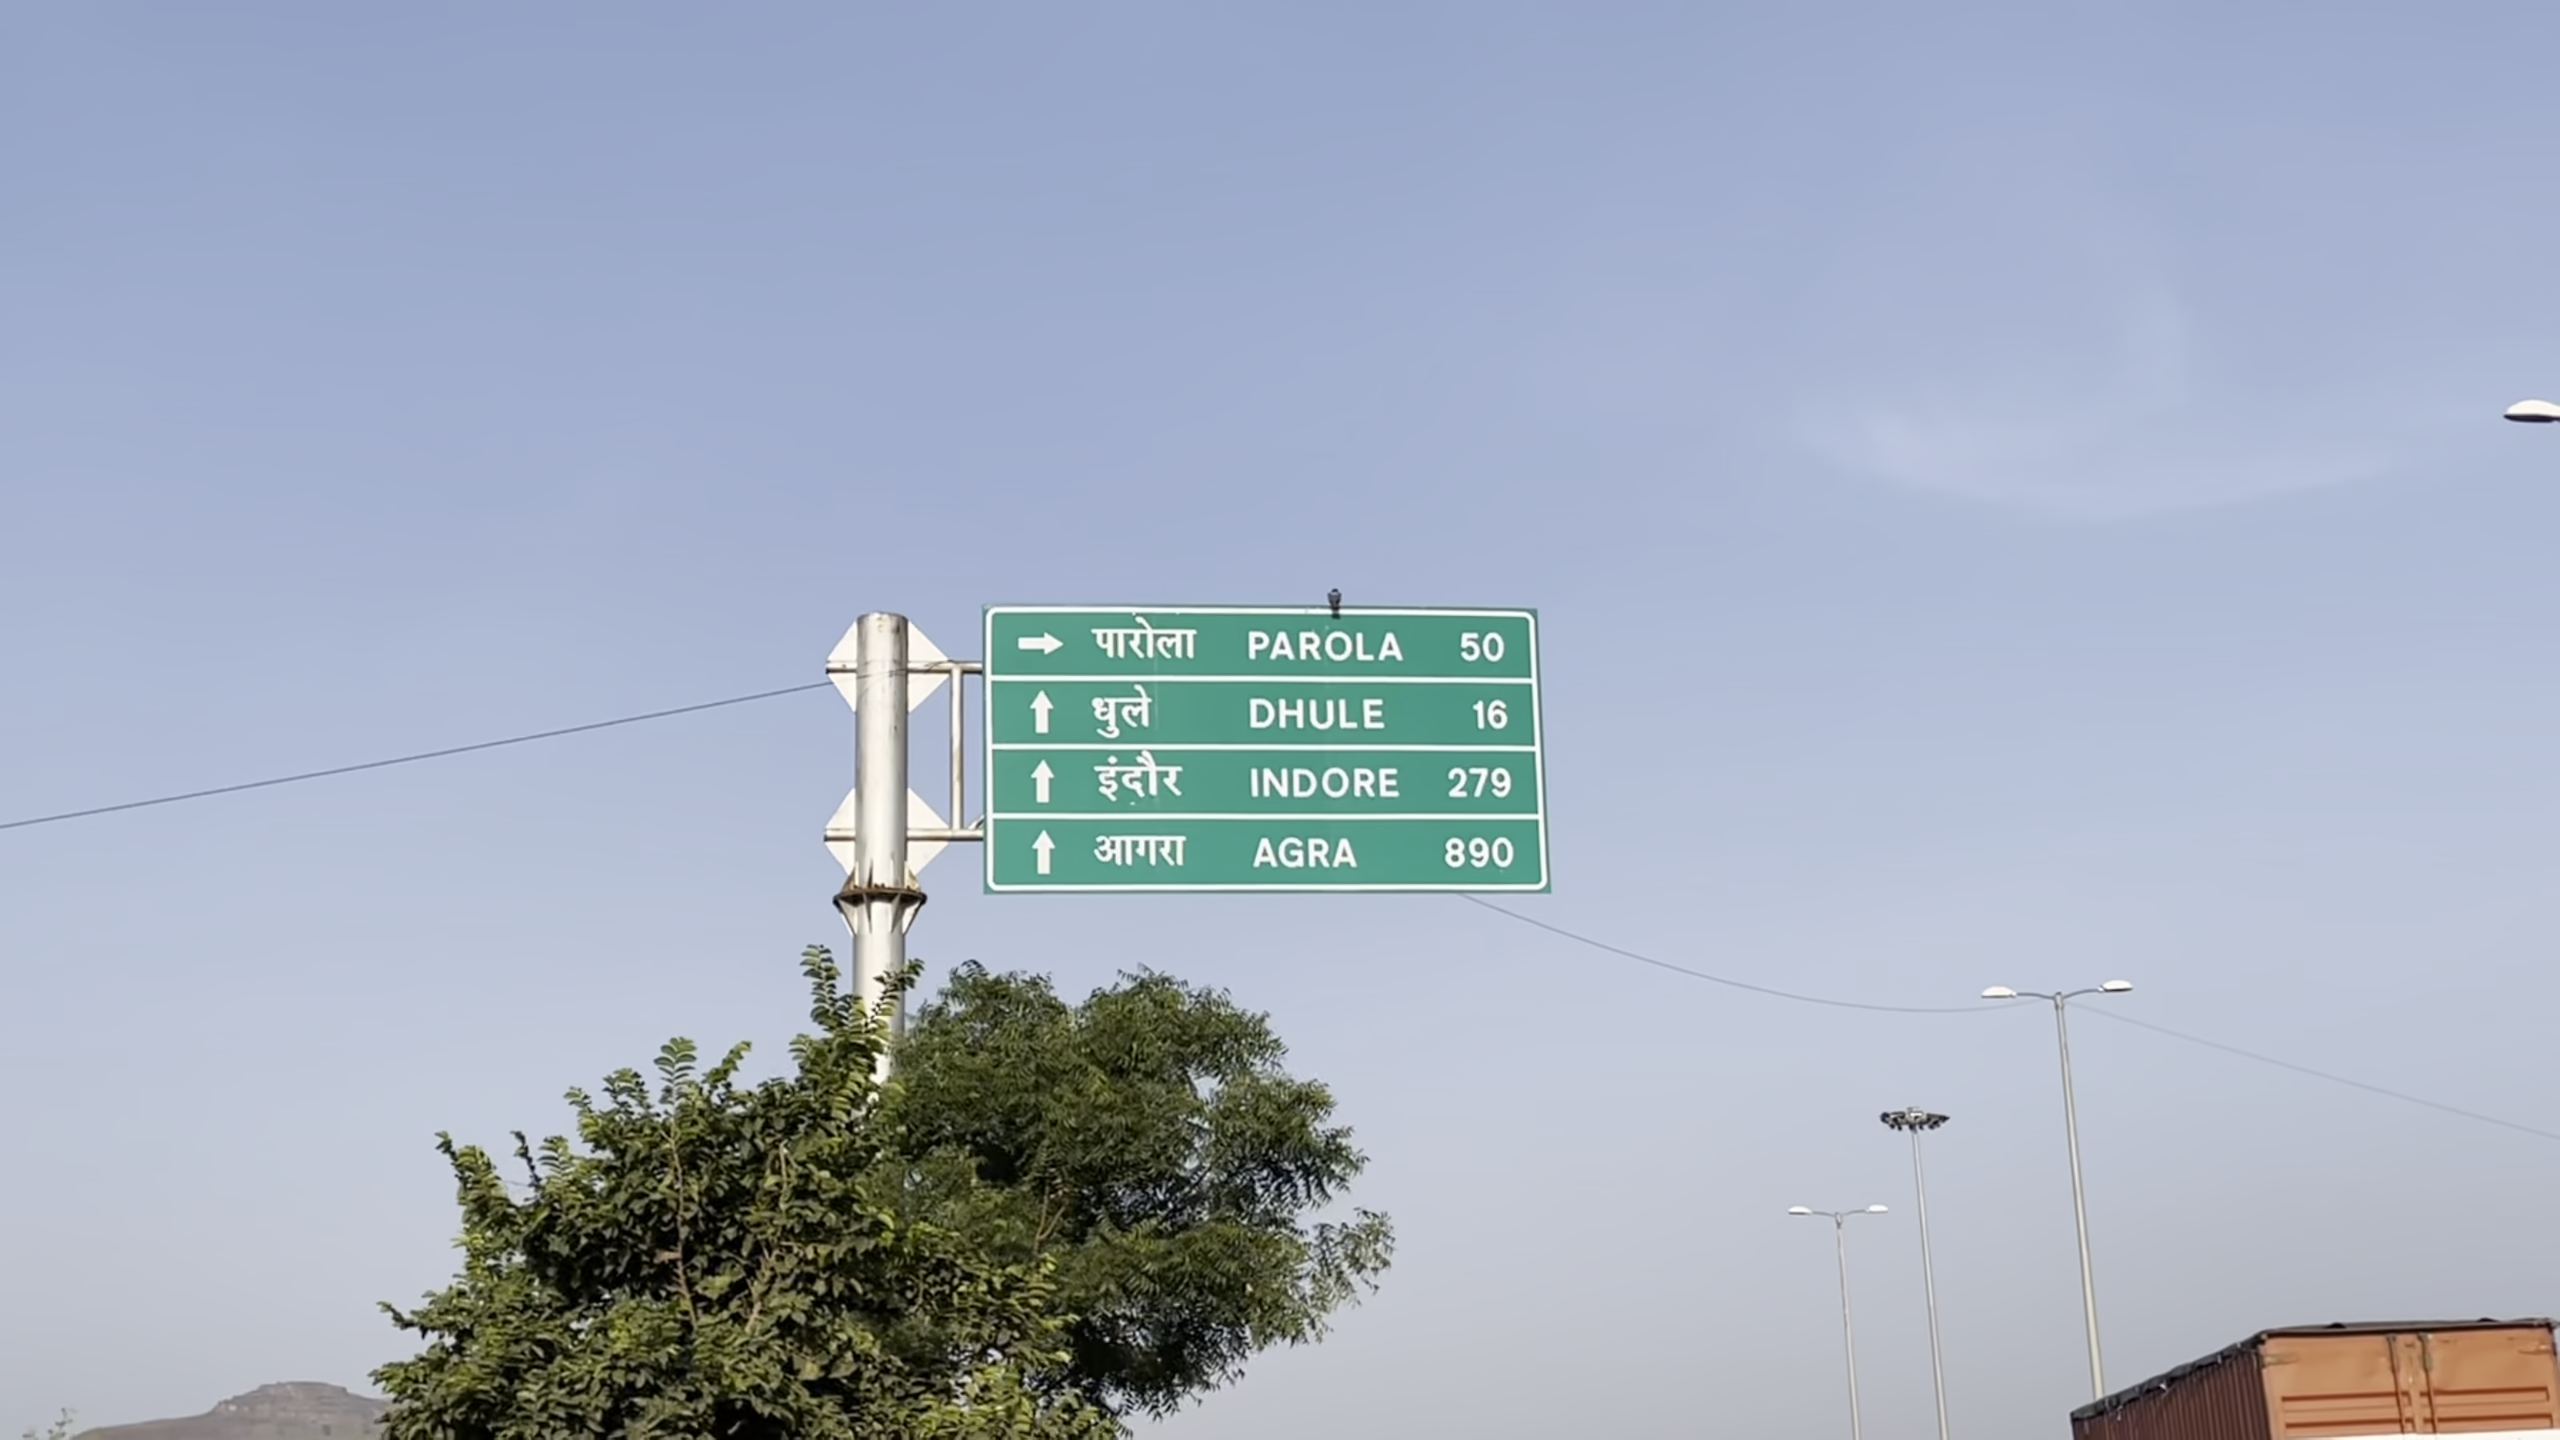 → पारोला PAROLA 50
↑ धुले DHULE 16
↑ इंदौर INDORE 279
↑ आगरा AGRA 890